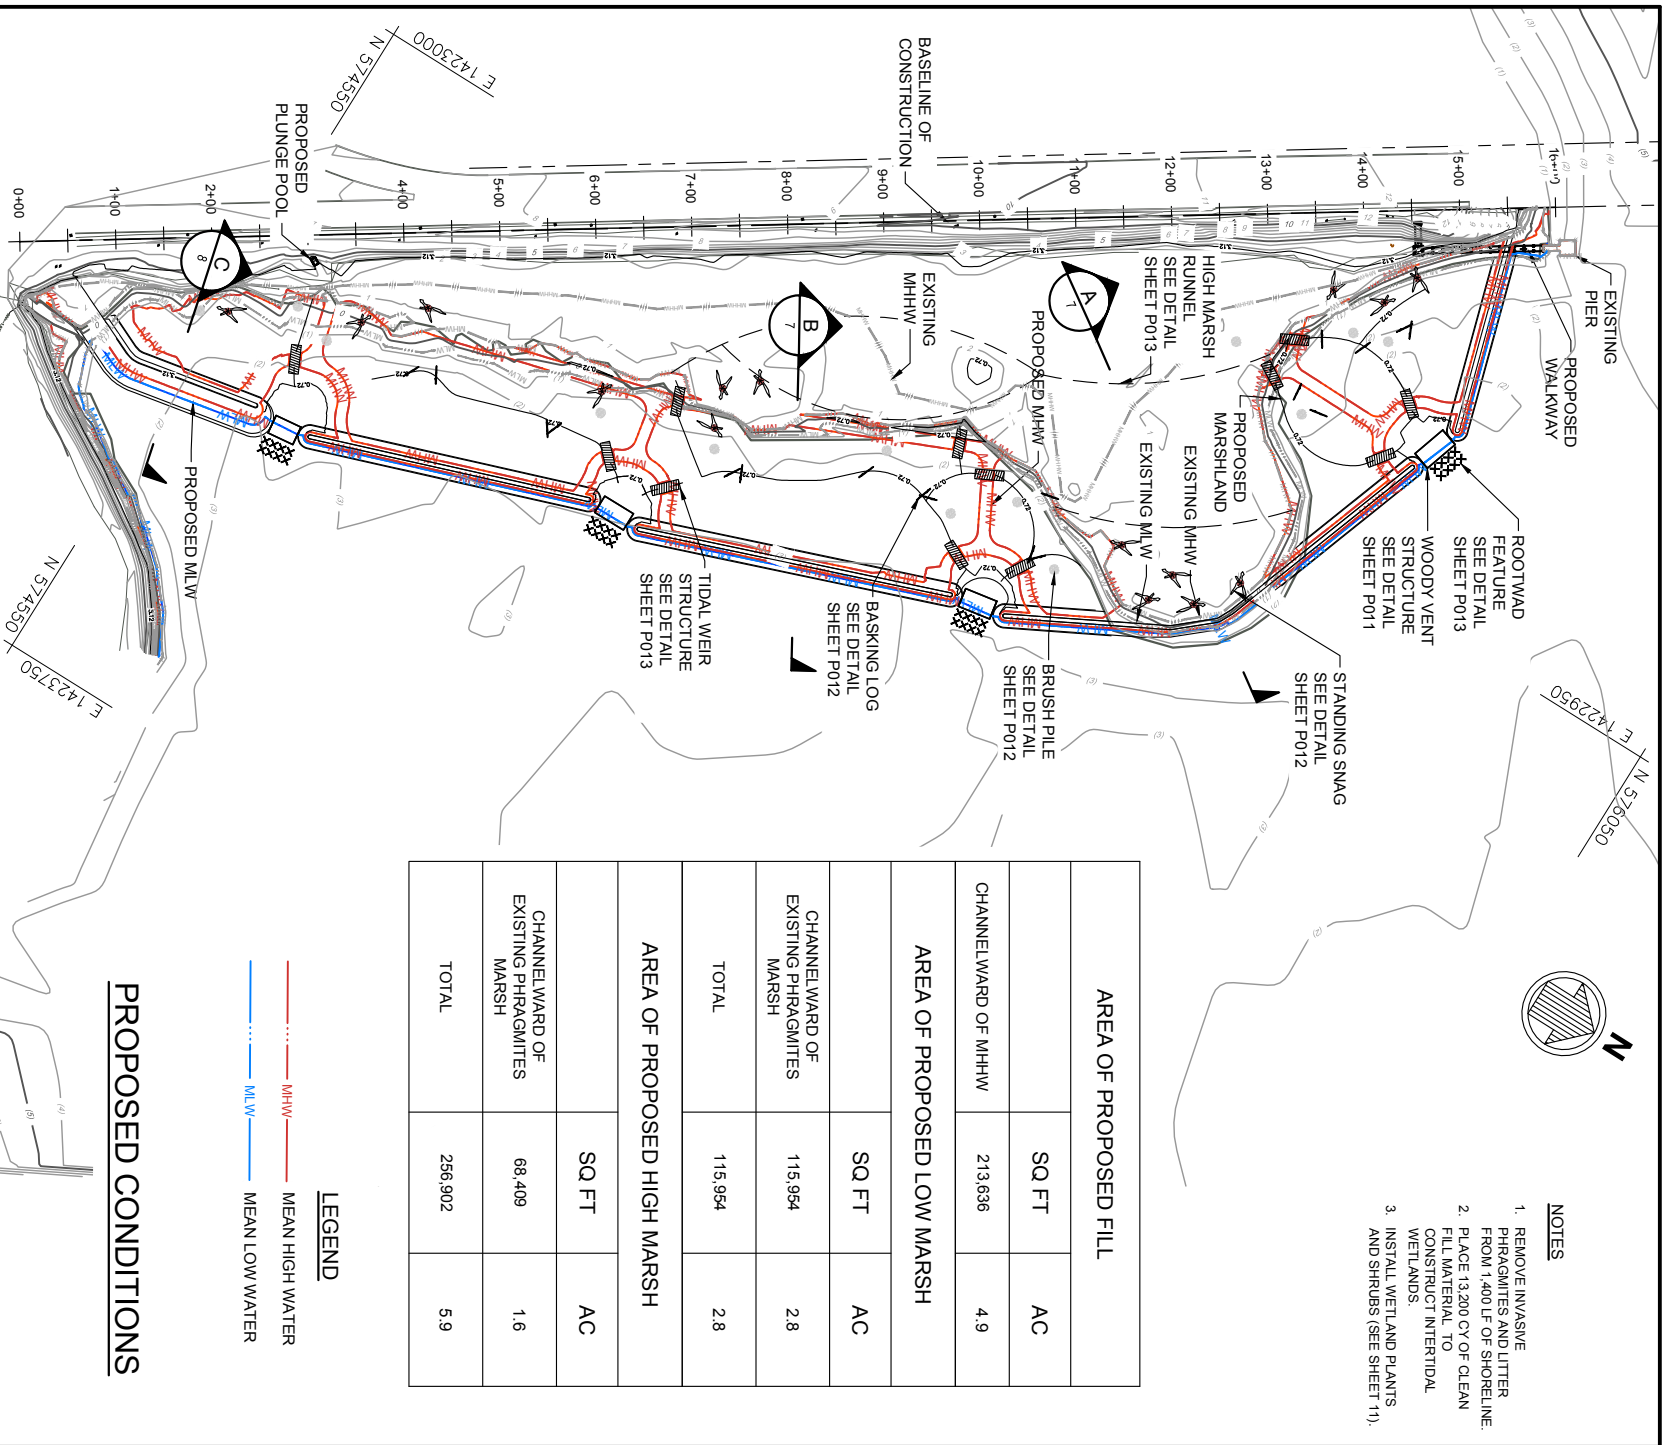 E 1423000
N 574550
BASELINE OF
CONSTRUCTION
PROPOSED
PLUNGE POOL
0+00
1+00
2+00
4+00
5+00
6+00
7+00
8+00
9+00
10+00
11+00
12+00
13+00
14+00
15+00
EXISTING
PIER
PROPOSED
WALKWAY
HIGH MARSH
RUNNEL
SEE DETAIL
SHEET P013
EXISTING
MHHW
PROPOSED MHW
PROPOSED
MARSHLAND
EXISTING MHW
EXISTING MLW
A
7
B
7
C
8
ROOTWAD
FEATURE
SEE DETAIL
SHEET P013
WOODY VENT
STRUCTURE
SEE DETAIL
SHEET P011
STANDING SNAG
SEE DETAIL
SHEET P012
BRUSH PILE
SEE DETAIL
SHEET P012
BASKING LOG
SEE DETAIL
SHEET P012
TIDAL WEIR
STRUCTURE
SEE DETAIL
SHEET P013
PROPOSED MLW
N 574550
E 1423750
E 1422950
N 576050
N
NOTES
1. REMOVE INVASIVE
PHRAGMITES AND LITTER
FROM 1,400 LF OF SHORELINE.
2. PLACE 13,200 CY OF CLEAN
FILL MATERIAL TO
CONSTRUCT INTERTIDAL
WETLANDS.
3. INSTALL WETLAND PLANTS
AND SHRUBS (SEE SHEET 11).
AREA OF PROPOSED FILL
SQ FT AC
CHANNELWARD OF MHHW 213,636 4.9
AREA OF PROPOSED LOW MARSH
SQ FT AC
CHANNELWARD OF
EXISTING PHRAGMITES
MARSH
115,954 2.8
TOTAL 115,954 2.8
AREA OF PROPOSED HIGH MARSH
SQ FT AC
CHANNELWARD OF
EXISTING PHRAGMITES
MARSH
68,409 1.6
TOTAL 256,902 5.9
LEGEND
MHW MEAN HIGH WATER
MLW MEAN LOW WATER
PROPOSED CONDITIONS